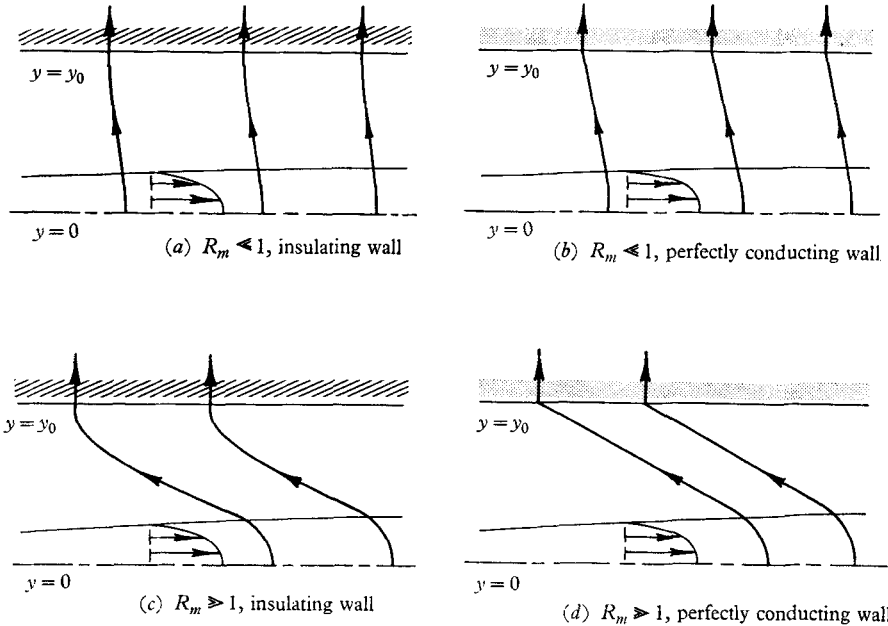 y = y₀
y = y₀
y = 0
y = 0
(a) Rₘ ≪ 1, insulating wall
(b) Rₘ ≪ 1, perfectly conducting wall
y = y₀
y = y₀
y = 0
y = 0
(c) Rₘ ≫ 1, insulating wall
(d) Rₘ ≫ 1, perfectly conducting wall